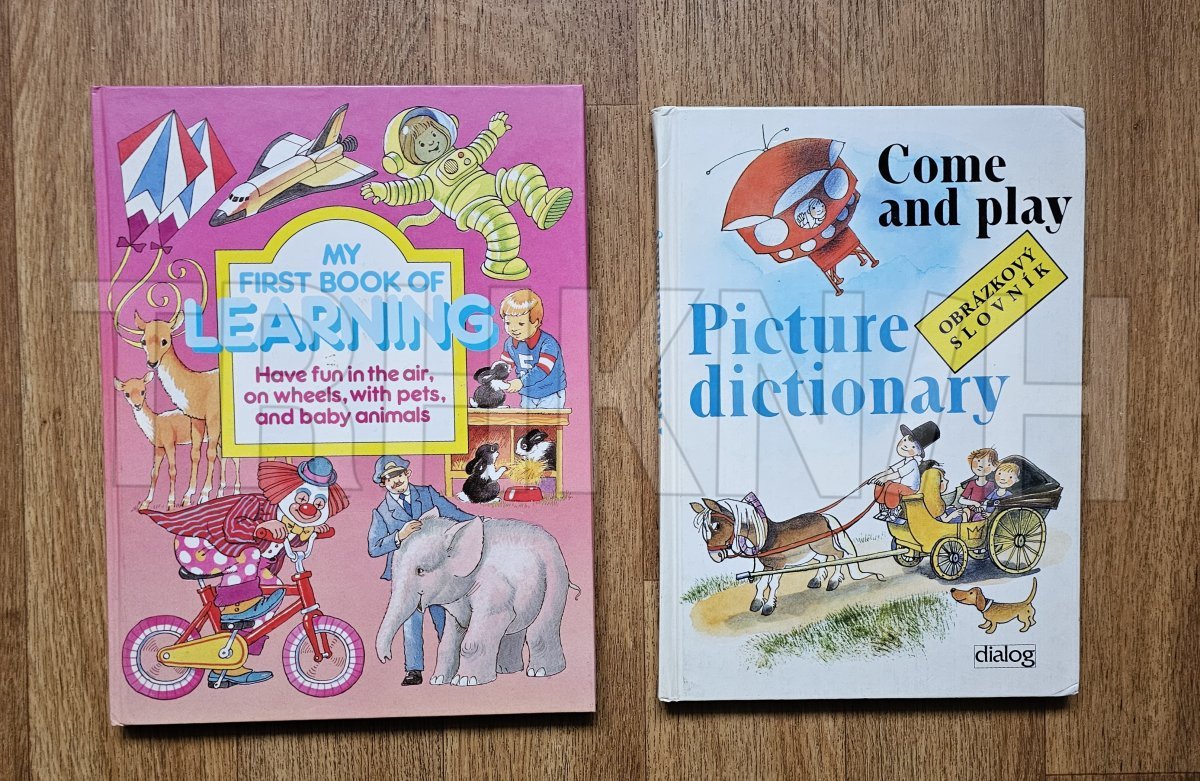 MY
FIRST BOOK OF
LEARNING
Have fun in the air,
on wheels, with pets,
and baby animals
5
Come
and play
OBRÁZKOVÝ
SLOVNÍK
Picture
dictionary
dialog